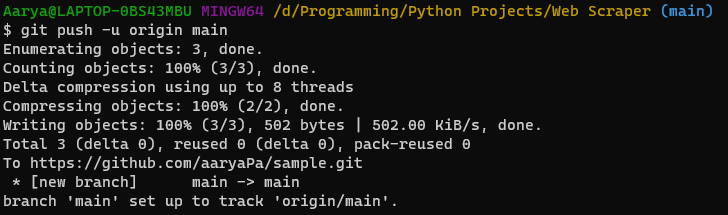 Aarya@LAPTOP-0BS43MBU MINGW64 /d/Programming/Python Projects/Web Scraper (main)
$ git push -u origin main
Enumerating objects: 3, done.
Counting objects: 100% (3/3), done.
Delta compression using up to 8 threads
Compressing objects: 100% (2/2), done.
Writing objects: 100% (3/3), 502 bytes | 502.00 KiB/s, done.
Total 3 (delta 0), reused 0 (delta 0), pack-reused 0
To https://github.com/aaryaPa/sample.git
 * [new branch]      main -> main
branch 'main' set up to track 'origin/main'.